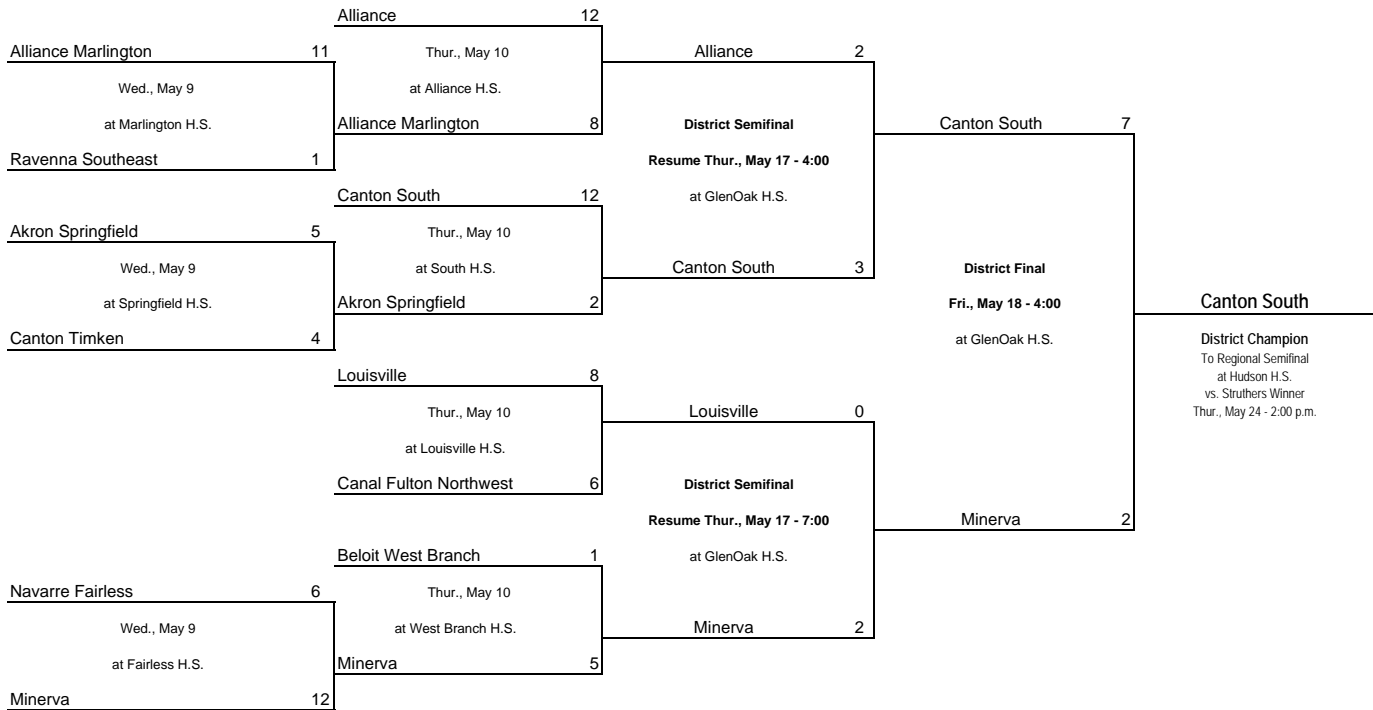 Alliance 12
Alliance Marlington 11
Thur., May 10
Alliance 2
Wed., May 9
at Alliance H.S.
at Marlington H.S.
Alliance Marlington 8
District Semifinal
Canton South 7
Ravenna Southeast 1
Resume Thur., May 17 - 4:00
Canton South 12
at GlenOak H.S.
Akron Springfield 5
Thur., May 10
Wed., May 9
at South H.S.
Canton South 3
District Final
at Springfield H.S.
Akron Springfield 2
Fri., May 18 - 4:00
Canton South
Canton Timken 4
at GlenOak H.S.
District Champion
To Regional Semifinal
Louisville 8
at Hudson H.S.
vs. Struthers Winner
Thur., May 10
Louisville 0
Thur., May 24 - 2:00 p.m.
at Louisville H.S.
Canal Fulton Northwest 6
District Semifinal
Resume Thur., May 17 - 7:00
Minerva 2
Beloit West Branch 1
at GlenOak H.S.
Navarre Fairless 6
Thur., May 10
Wed., May 9
at West Branch H.S.
Minerva 2
at Fairless H.S.
Minerva 5
Minerva 12